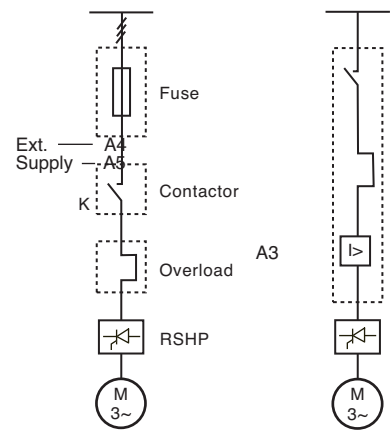 Fuse
Ext. A4
Supply A5
Contactor
K
A3
Overload
I>
RSHP
M
3~
M
3~